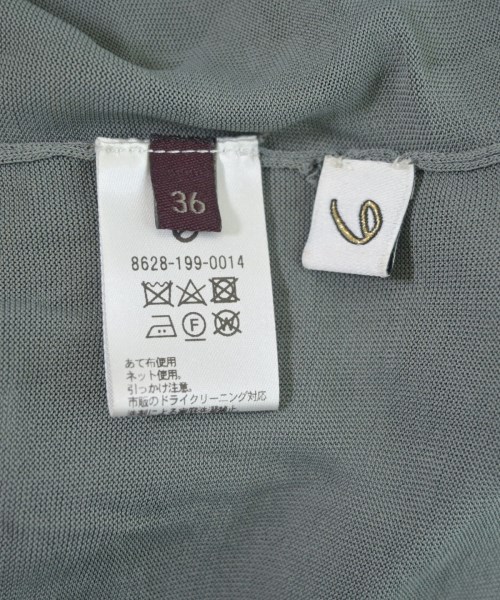 36
8628-199-0014
F
W
あて布使用
ネット使用。
引っかけ注意。
市販のドライクリーニング対応